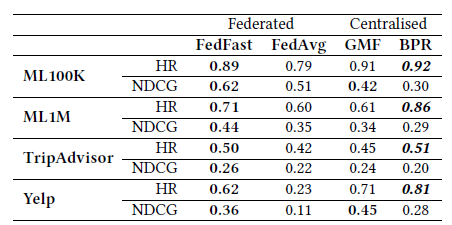 Federated Centralised
FedFast FedAvg GMF BPR
ML100K HR 0.89 0.79 0.91 0.92
NDCG 0.62 0.51 0.42 0.30
ML1M HR 0.71 0.60 0.61 0.86
NDCG 0.44 0.35 0.34 0.29
TripAdvisor HR 0.50 0.42 0.45 0.51
NDCG 0.26 0.22 0.24 0.20
Yelp HR 0.62 0.23 0.71 0.81
NDCG 0.36 0.11 0.45 0.28